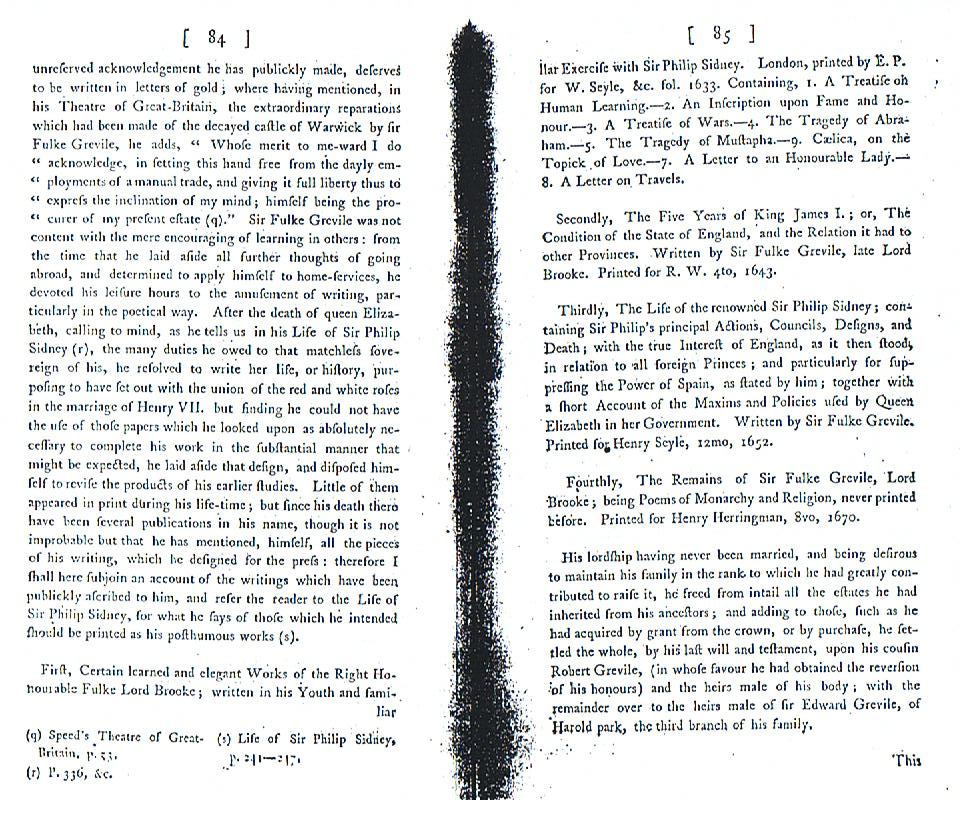 [ 84 ]
unreſerved acknowledgement he has publickly made, deſerves
to be written in letters of gold; where having mentioned, in
his Theatre of Great-Britain, the extraordinary reparations
which had been made of the decayed caſtle of Warwick by ſir
Fulke Grevile, he adds, “ Whoſe merit to me-ward I do
“ acknowledge, in ſetting this hand free from the dayly em-
“ ployments of a manual trade, and giving it full liberty thus to
“ expreſs the inclination of my mind; himſelf being the pro-
“ curer of my preſent eſtate (q).” Sir Fulke Grevile was not
content with the mere encouraging of learning in others: from
the time that he laid aſide all further thoughts of going
abroad, and determined to apply himſelf to home-ſervices, he
devoted his leiſure hours to the amuſement of writing, par-
ticularly in the poetical way. After the death of queen Eliza-
beth, calling to mind, as he tells us in his Life of Sir Philip
Sidney (r), the many duties he owed to that matchleſs ſove-
reign of his, he reſolved to write her life, or hiſtory, pur-
poſing to have ſet out with the union of the red and white roſes
in the marriage of Henry VII. but finding he could not have
the uſe of thoſe papers which he looked upon as abſolutely ne-
ceſſary to complete his work in the ſubſtantial manner that
might be expected, he laid aſide that deſign, and diſpoſed him-
ſelf to reviſe the products of his earlier ſtudies. Little of them
appeared in print during his life-time; but ſince his death there
have been ſeveral publications in his name, though it is not
improbable but that he has mentioned, himſelf, all the pieces
of his writing, which he deſigned for the preſs: therefore I
ſhall here ſubjoin an account of the writings which have been
publickly aſcribed to him, and refer the reader to the Life of
Sir Philip Sidney, for what he ſays of thoſe which he intended
ſhould be printed as his poſthumous works (s).
Firſt, Certain learned and elegant Works of the Right Ho-
nourable Fulke Lord Brooke; written in his Youth and fami-
liar
(q) Speed's Theatre of Great-
Britain, p. 53.
(r) P. 336, &c.
(s) Life of Sir Philip Sidney,
p. 241—247.
[ 85 ]
liar Exerciſe with Sir Philip Sidney. London, printed by E. P.
for W. Seyle, &c. fol. 1633. Containing, 1. A Treatiſe on
Human Learning.—2. An Inſcription upon Fame and Ho-
nour.—3. A Treatiſe of Wars.—4. The Tragedy of Abra-
ham.—5. The Tragedy of Muſtapha.—9. Cælica, on the
Topick of Love.—7. A Letter to an Honourable Lady.—
8. A Letter on Travels.
Secondly, The Five Years of King James I.; or, The
Condition of the State of England, and the Relation it had to
other Provinces. Written by Sir Fulke Grevile, late Lord
Brooke. Printed for R. W. 4to, 1643.
Thirdly, The Life of the renowned Sir Philip Sidney; con-
taining Sir Philip's principal Actions, Councils, Deſigns, and
Death; with the true Intereſt of England, as it then ſtood,
in relation to all foreign Princes; and particularly for ſup-
preſſing the Power of Spain, as ſtated by him; together with
a ſhort Account of the Maxims and Policies uſed by Queen
Elizabeth in her Government. Written by Sir Fulke Grevile.
Printed for Henry Seyle, 12mo, 1652.
Fourthly, The Remains of Sir Fulke Grevile, Lord
Brooke; being Poems of Monarchy and Religion, never printed
before. Printed for Henry Herringman, 8vo, 1670.
His lordſhip having never been married, and being deſirous
to maintain his family in the rank to which he had greatly con-
tributed to raiſe it, he freed from intail all the eſtates he had
inherited from his anceſtors; and adding to thoſe, ſuch as he
had acquired by grant from the crown, or by purchaſe, he ſet-
tled the whole, by his laſt will and teſtament, upon his couſin
Robert Grevile, (in whoſe favour he had obtained the reverſion
of his honours) and the heirs male of his body; with the
remainder over to the heirs male of ſir Edward Grevile, of
Harold park, the third branch of his family.
This